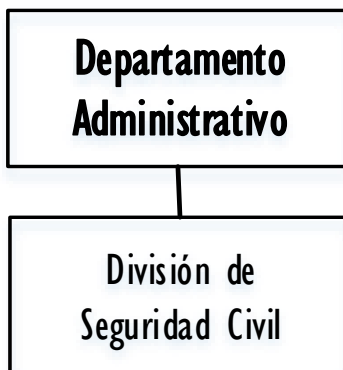 Departamento
Administrativo
División de
Seguridad Civil